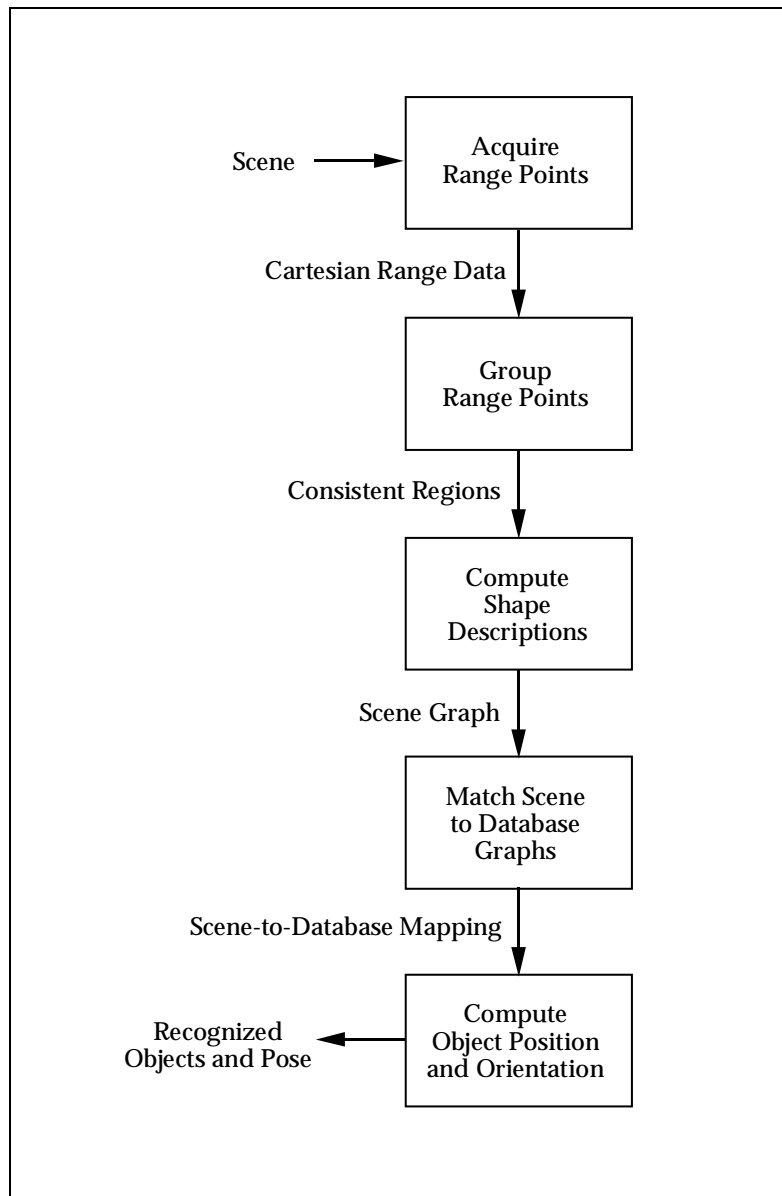 Scene
Acquire
Range Points
Cartesian Range Data
Group
Range Points
Consistent Regions
Compute
Shape
Descriptions
Scene Graph
Match Scene
to Database
Graphs
Scene-to-Database Mapping
Compute
Object Position
and Orientation
Recognized
Objects and Pose